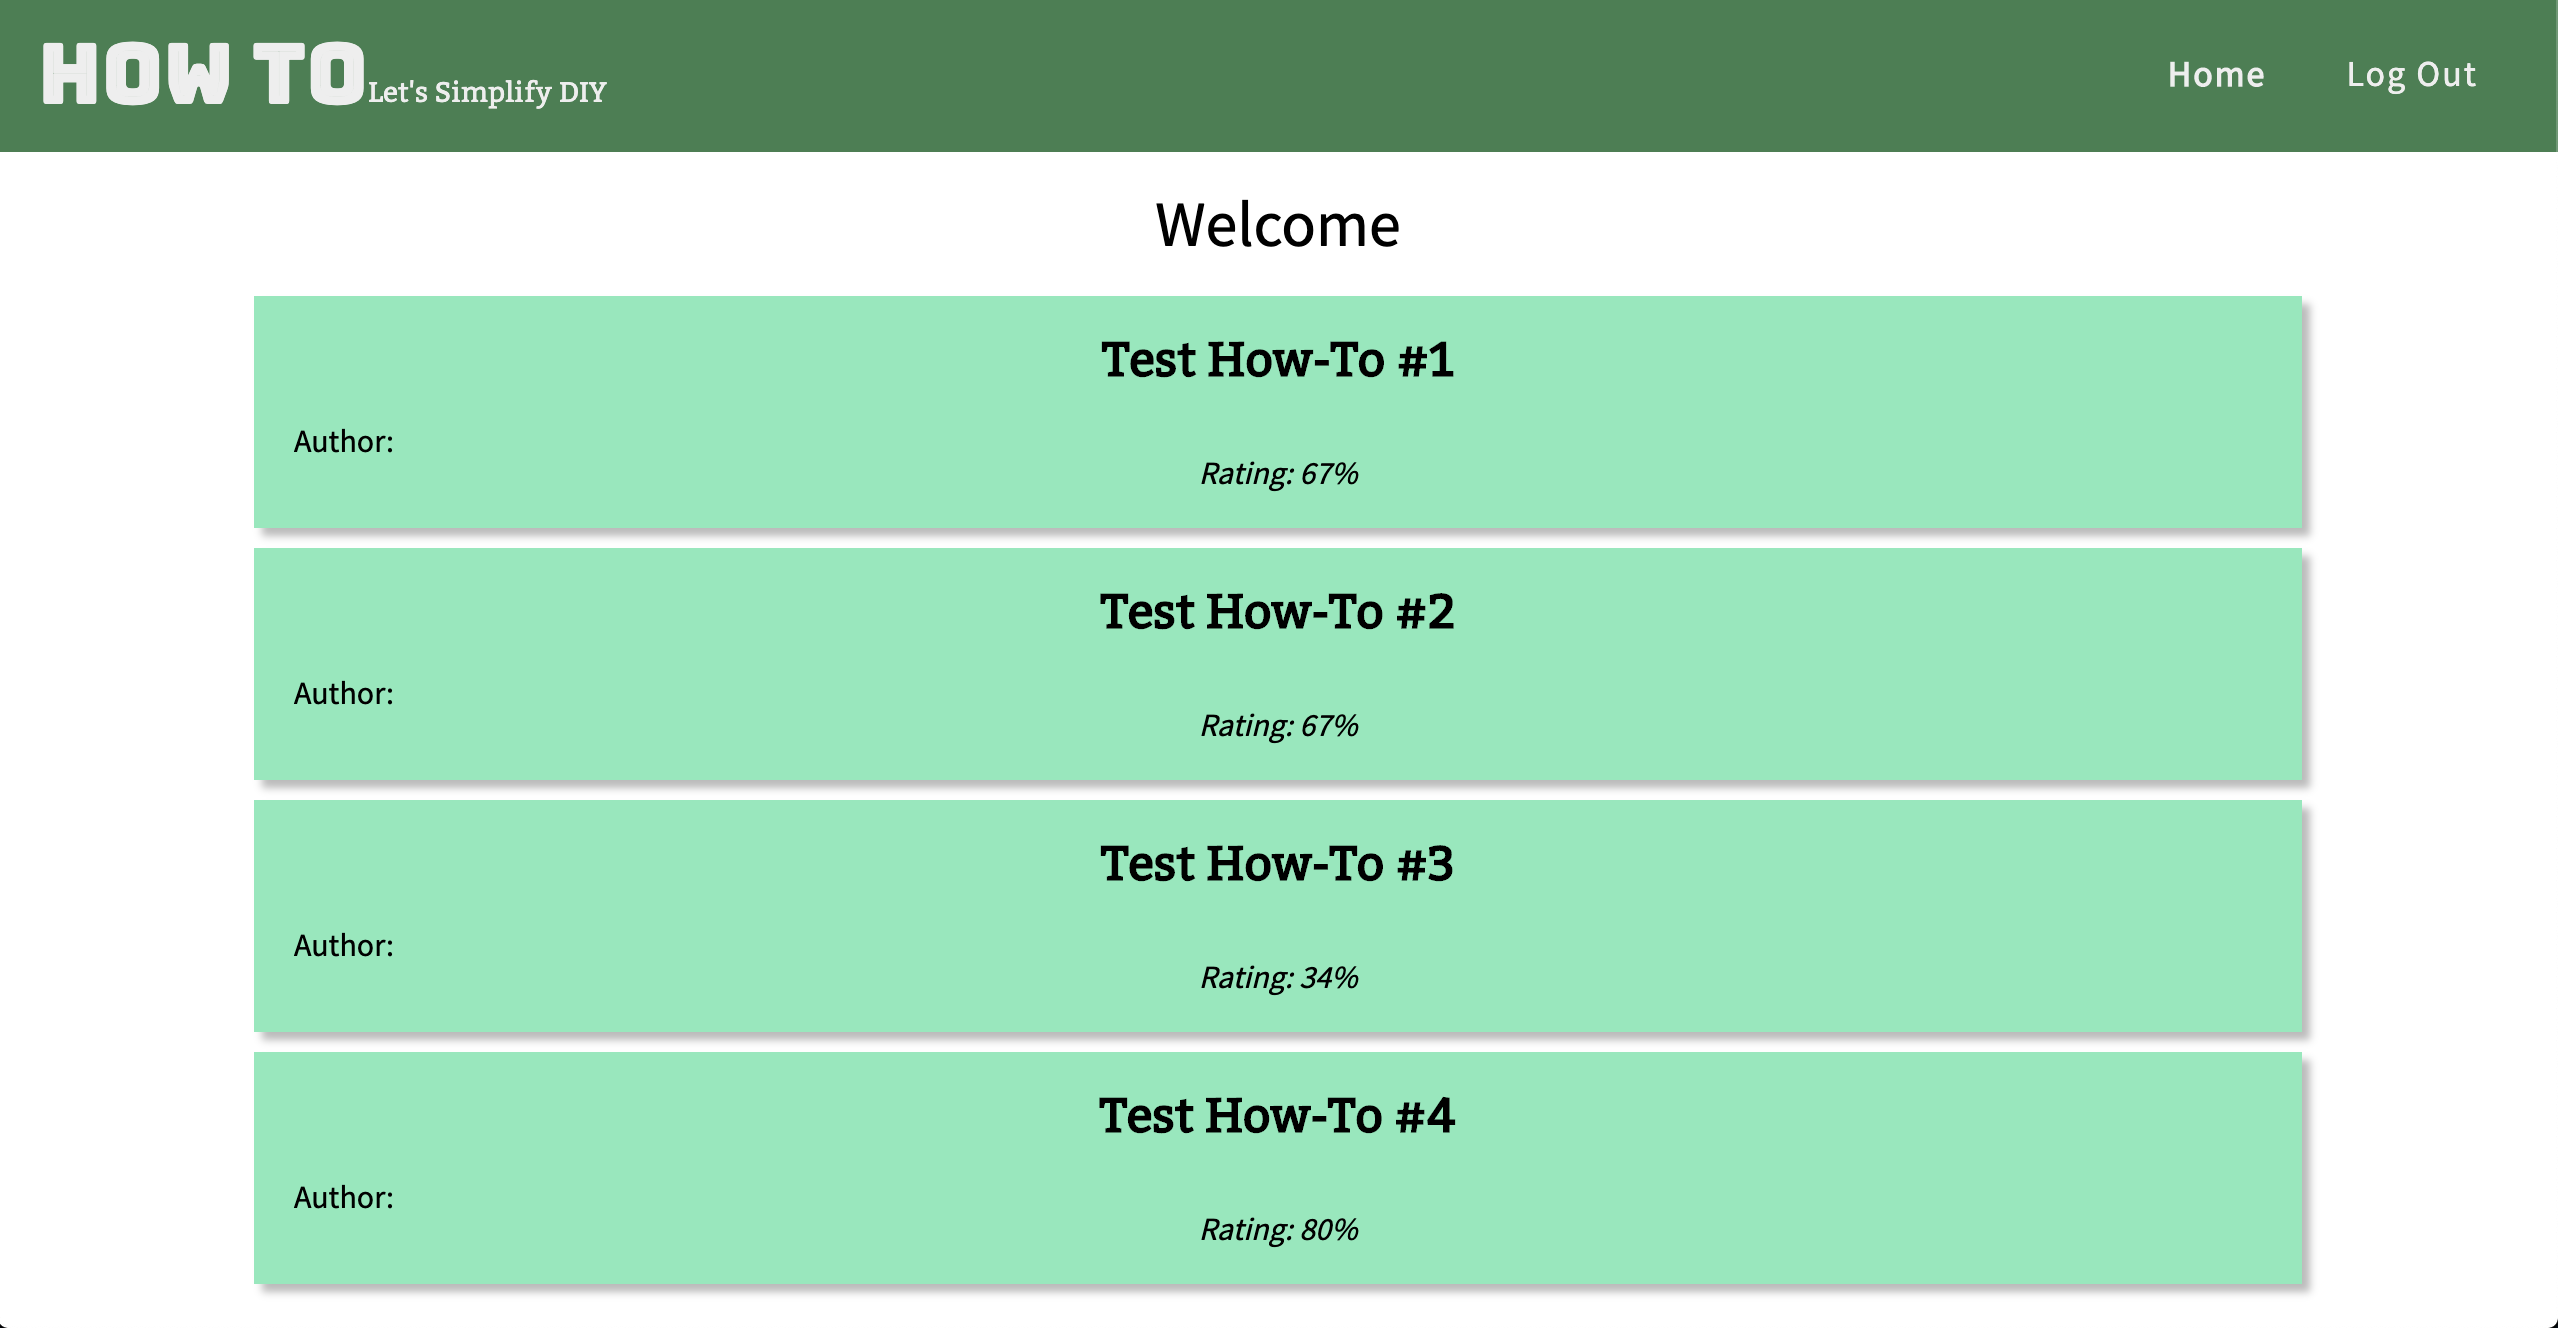 HOW TO Let's Simplify DIY
Home Log Out
Welcome
Test How-To #1
Author:
Rating: 67%
Test How-To #2
Author:
Rating: 67%
Test How-To #3
Author:
Rating: 34%
Test How-To #4
Author:
Rating: 80%